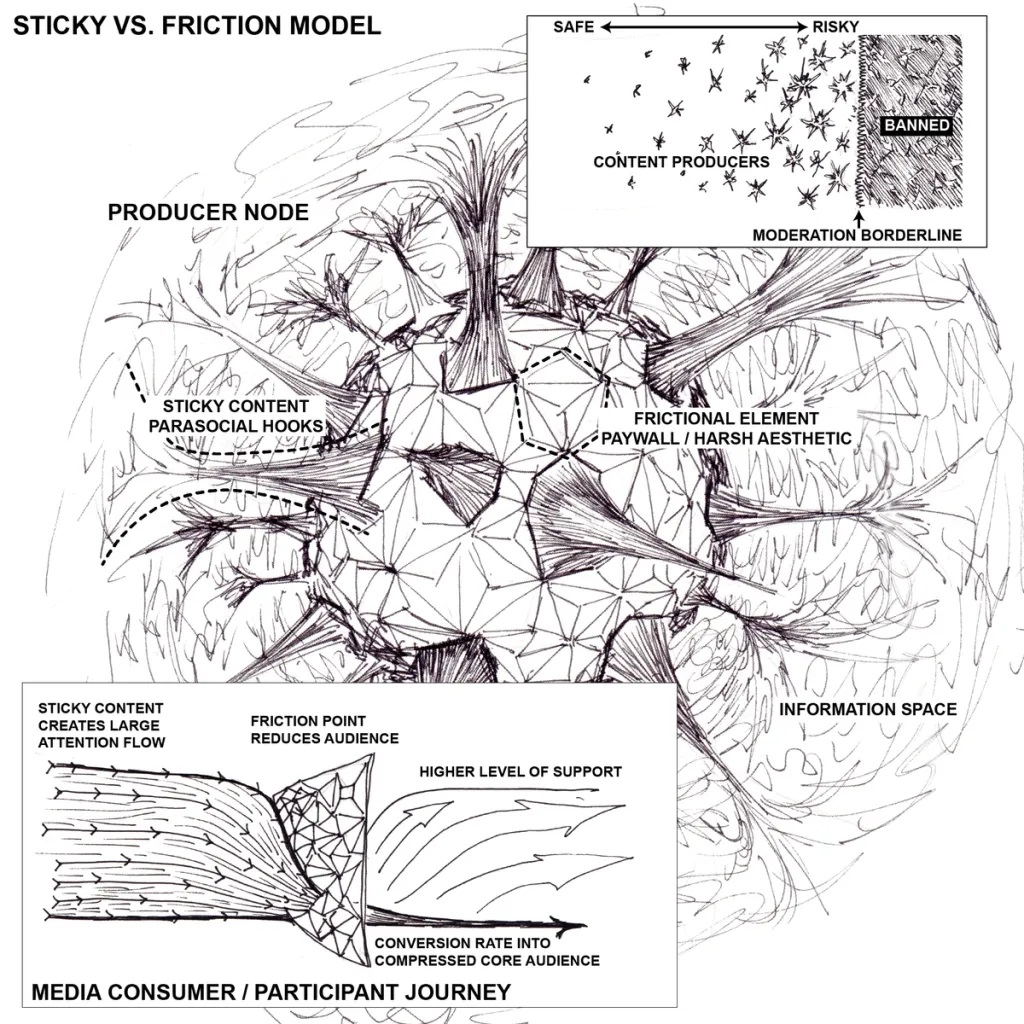 STICKY VS. FRICTION MODEL
SAFE
RISKY
BANNED
CONTENT PRODUCERS
MODERATION BORDERLINE
PRODUCER NODE
STICKY CONTENT
PARASOCIAL HOOKS
FRICTIONAL ELEMENT
PAYWALL / HARSH AESTHETIC
INFORMATION SPACE
STICKY CONTENT
CREATES LARGE
ATTENTION FLOW
FRICTION POINT
REDUCES AUDIENCE
HIGHER LEVEL OF SUPPORT
CONVERSION RATE INTO
COMPRESSED CORE AUDIENCE
MEDIA CONSUMER / PARTICIPANT JOURNEY